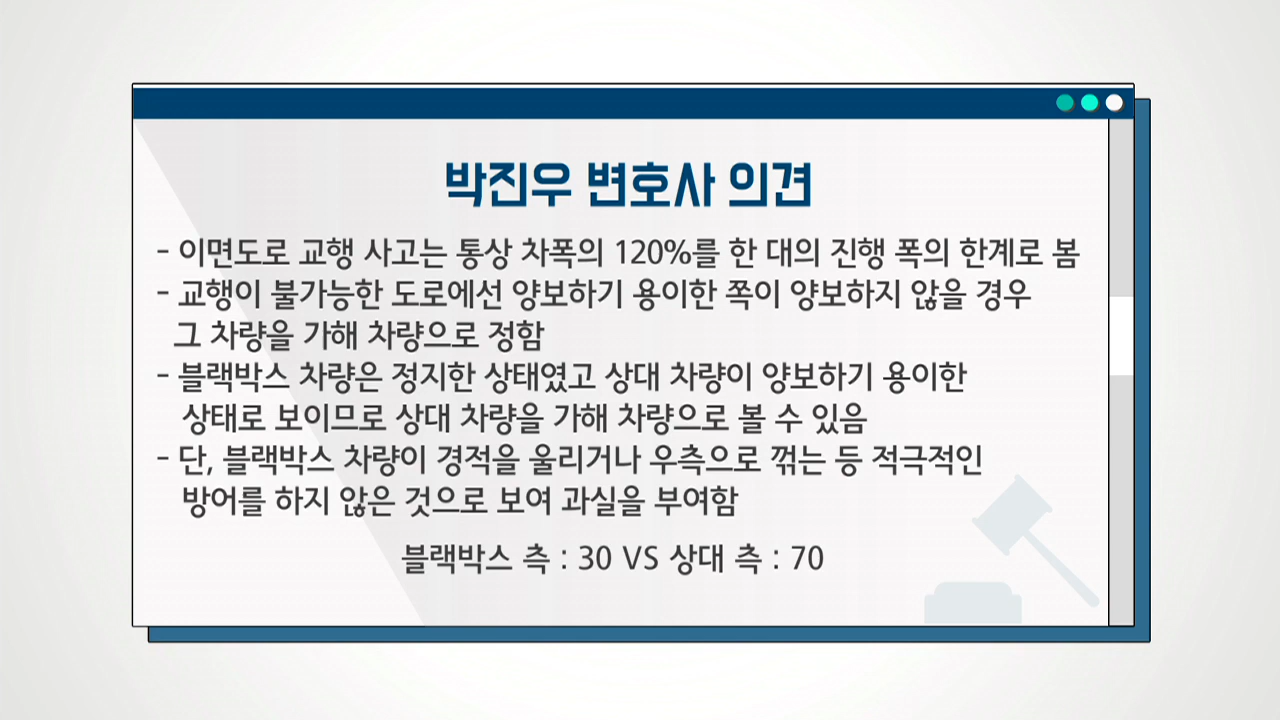 박진우 변호사 의견
- 이면도로 교행 사고는 통상 차폭의 120%를 한 대의 진행 폭의 한계로 봄
- 교행이 불가능한 도로에선 양보하기 용이한 쪽이 양보하지 않을 경우
그 차량을 가해 차량으로 정함
- 블랙박스 차량은 정지한 상태였고 상대 차량이 양보하기 용이한
상태로 보이므로 상대 차량을 가해 차량으로 볼 수 있음
- 단, 블랙박스 차량이 경적을 울리거나 우측으로 꺾는 등 적극적인
방어를 하지 않은 것으로 보여 과실을 부여함
블랙박스 측 : 30 VS 상대 측 : 70